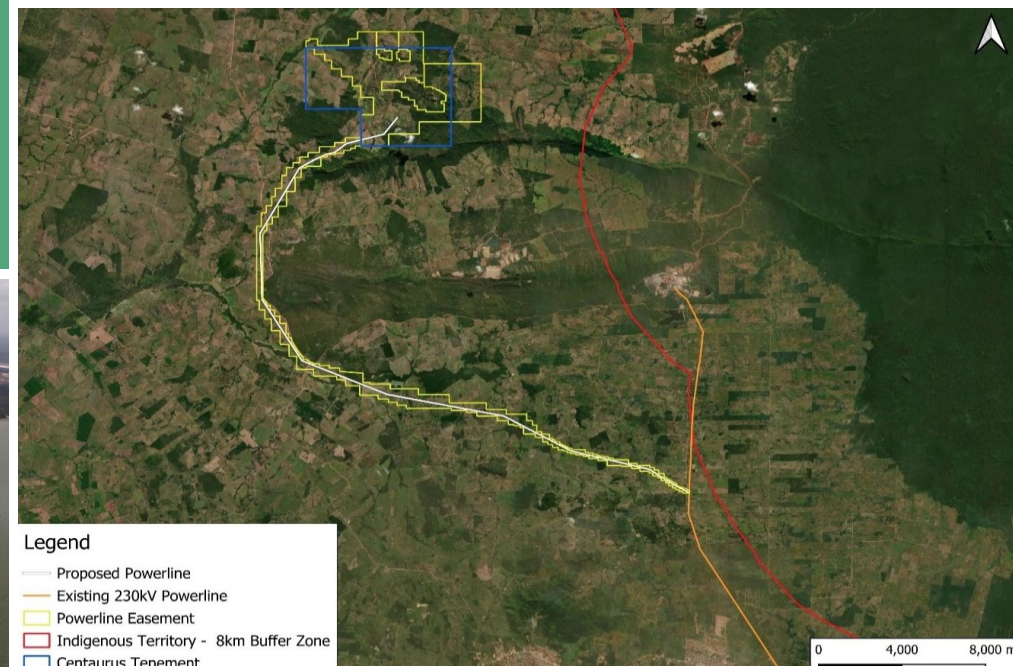 Legend
Proposed Powerline
Existing 230kV Powerline
Powerline Easement
Indigenous Territory - 8km Buffer Zone
Centaurus Tenement
0 4,000 8,000 m